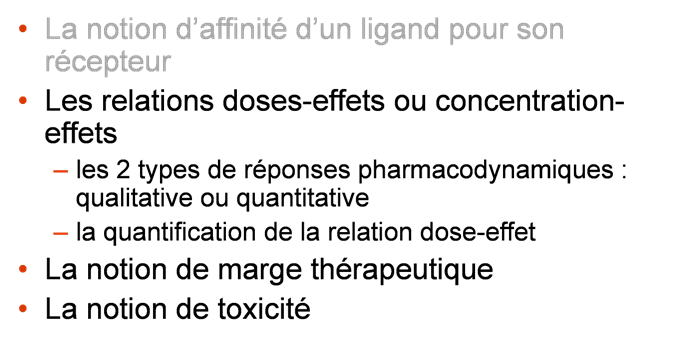 • La notion d’affinité d’un ligand pour son
récepteur
• Les relations doses-effets ou concentration-
effets
– les 2 types de réponses pharmacodynamiques :
qualitative ou quantitative
– la quantification de la relation dose-effet
• La notion de marge thérapeutique
• La notion de toxicité